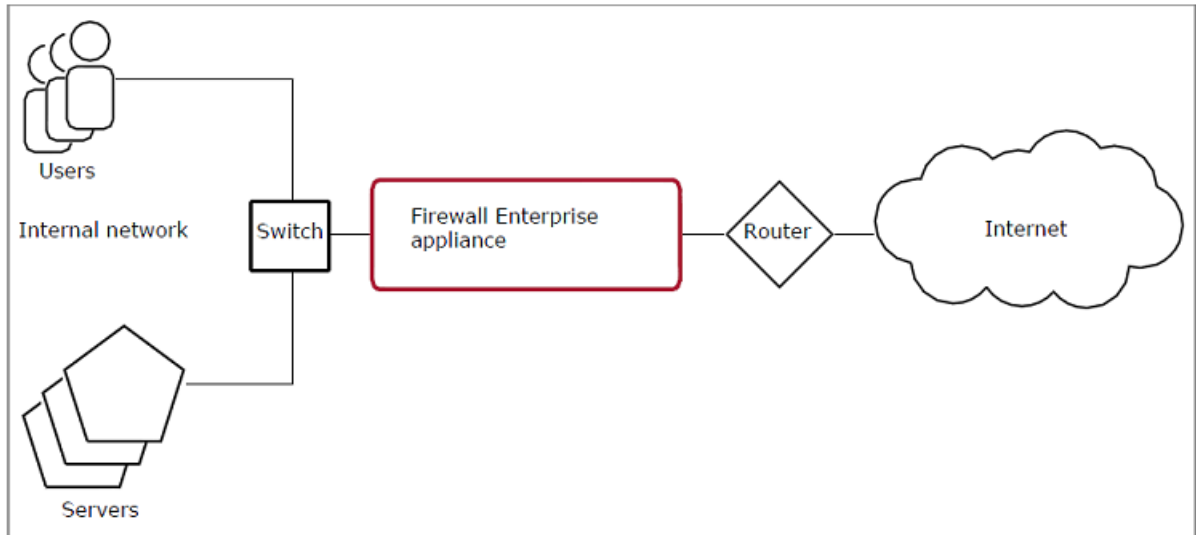 Users
Internal network
Switch
Firewall Enterprise
appliance
Router
Internet
Servers